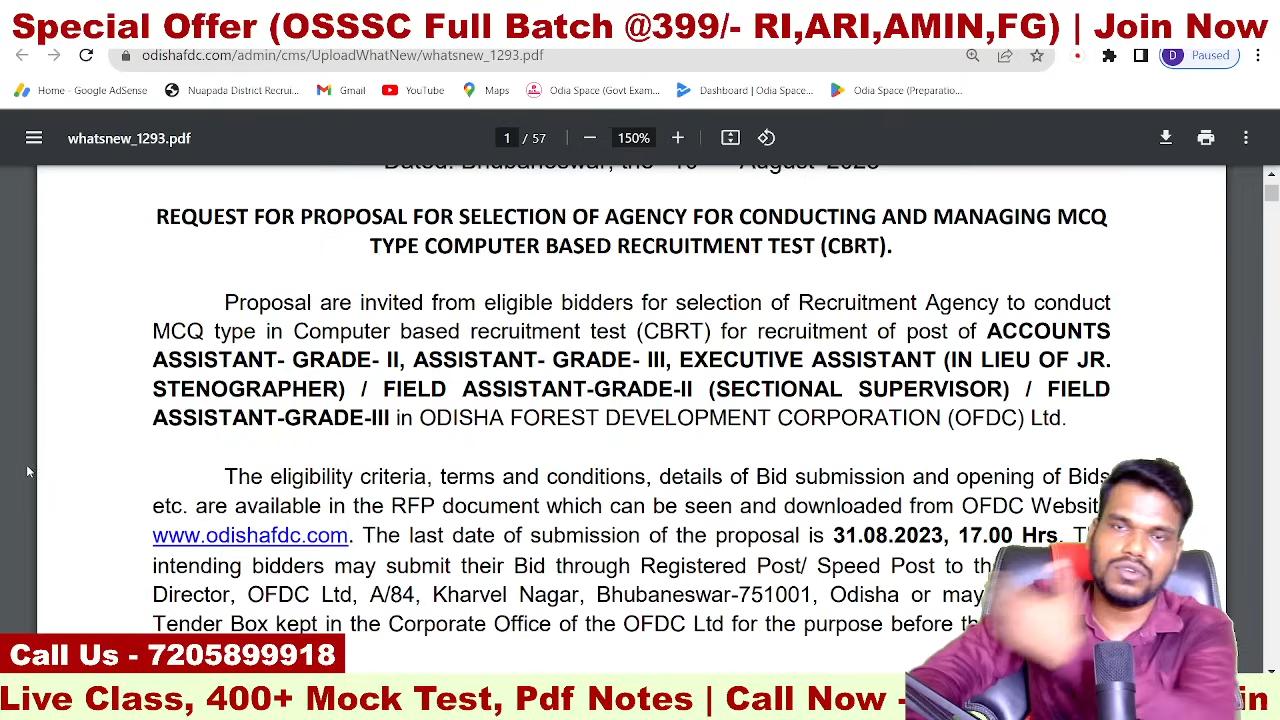 Special Offer (OSSSC Full Batch @399/- RI,ARI,AMIN,FG) | Join Now
odishafdc.com/admin/cms/UploadWhatNew/whatsnew_1293.pdf
D Paused
Home - Google AdSense Nuapada District Recrui... Gmail YouTube Maps Odia Space (Govt Exam... Dashboard | Odia Space... Odia Space (Preparatio...
whatsnew_1293.pdf 1 / 57 150%
Dated: Bhubaneswar, the August
REQUEST FOR PROPOSAL FOR SELECTION OF AGENCY FOR CONDUCTING AND MANAGING MCQ
TYPE COMPUTER BASED RECRUITMENT TEST (CBRT).
Proposal are invited from eligible bidders for selection of Recruitment Agency to conduct
MCQ type in Computer based recruitment test (CBRT) for recruitment of post of ACCOUNTS
ASSISTANT- GRADE- II, ASSISTANT- GRADE- III, EXECUTIVE ASSISTANT (IN LIEU OF JR.
STENOGRAPHER) / FIELD ASSISTANT-GRADE-II (SECTIONAL SUPERVISOR) / FIELD
ASSISTANT-GRADE-III in ODISHA FOREST DEVELOPMENT CORPORATION (OFDC) Ltd.
The eligibility criteria, terms and conditions, details of Bid submission and opening of Bids
etc. are available in the RFP document which can be seen and downloaded from OFDC
www.odishafdc.com. The last date of submission of the proposal is 31.08.2023, 17.00 Hrs.
intending bidders may submit their Bid through Registered Post/ Speed Post to
Director, OFDC Ltd, A/84, Kharvel Nagar, Bhubaneswar-751001, Odisha or may
Tender Box kept in the Corporate Office of the OFDC Ltd for the purpose before
Call Us - 7205899918
Live Class, 400+ Mock Test, Pdf Notes | Call Now -